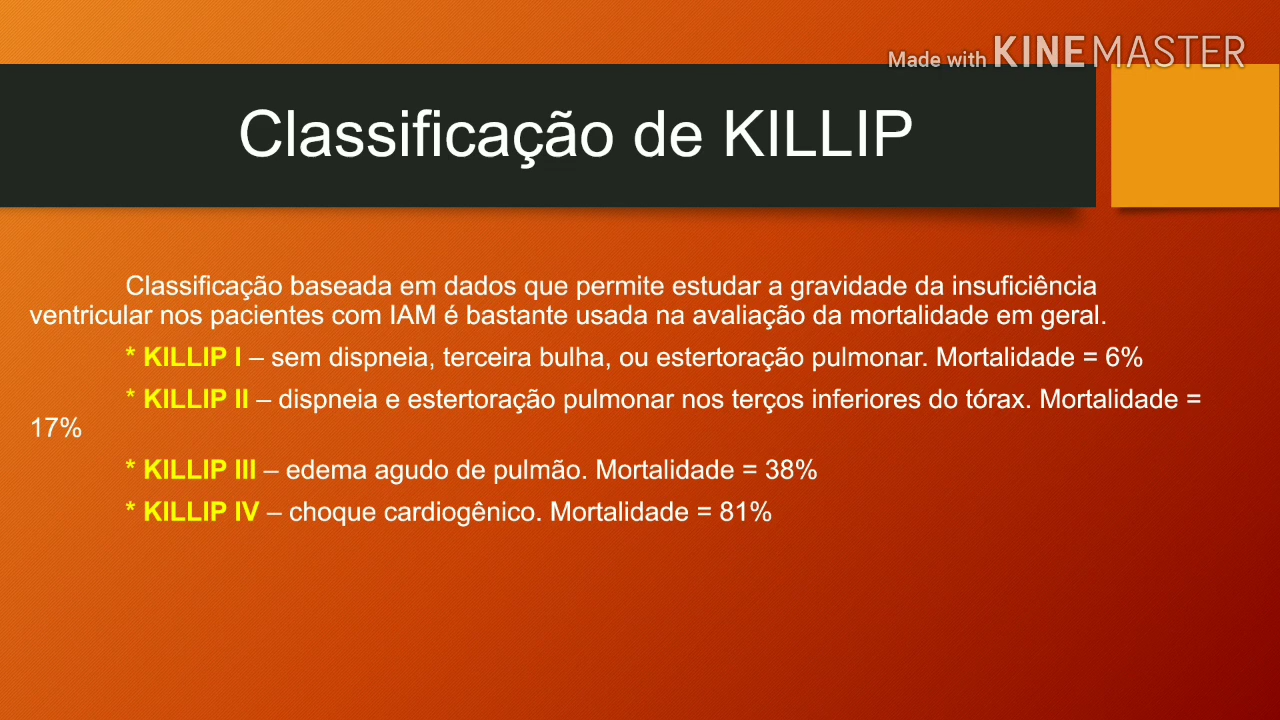 Made with KINEMASTER
Classificação de KILLIP
Classificação baseada em dados que permite estudar a gravidade da insuficiência
ventricular nos pacientes com IAM é bastante usada na avaliação da mortalidade em geral.
* KILLIP I – sem dispneia, terceira bulha, ou estertoração pulmonar. Mortalidade = 6%
* KILLIP II – dispneia e estertoração pulmonar nos terços inferiores do tórax. Mortalidade =
17%
* KILLIP III – edema agudo de pulmão. Mortalidade = 38%
* KILLIP IV – choque cardiogênico. Mortalidade = 81%